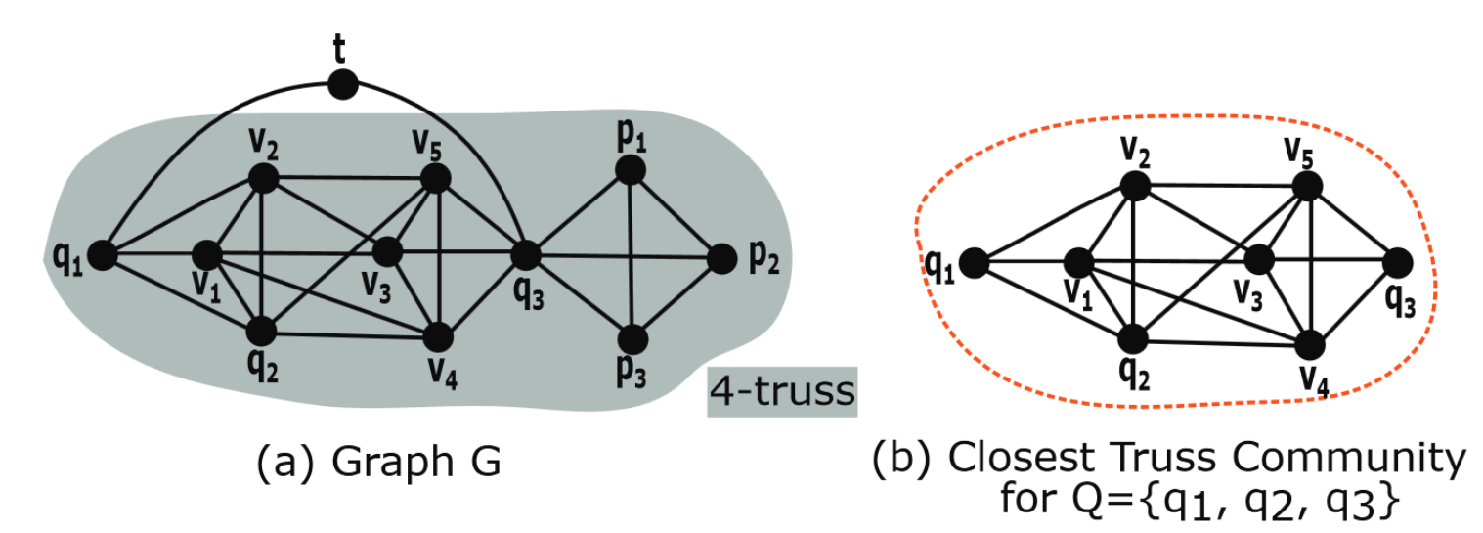 t
v2
v5
p1
q1
v1
v3
q3
p2
q2
v4
p3
4-truss
(a) Graph G
v2
v5
q1
v1
v3
q3
q2
v4
(b) Closest Truss Community
for Q={q1, q2, q3}